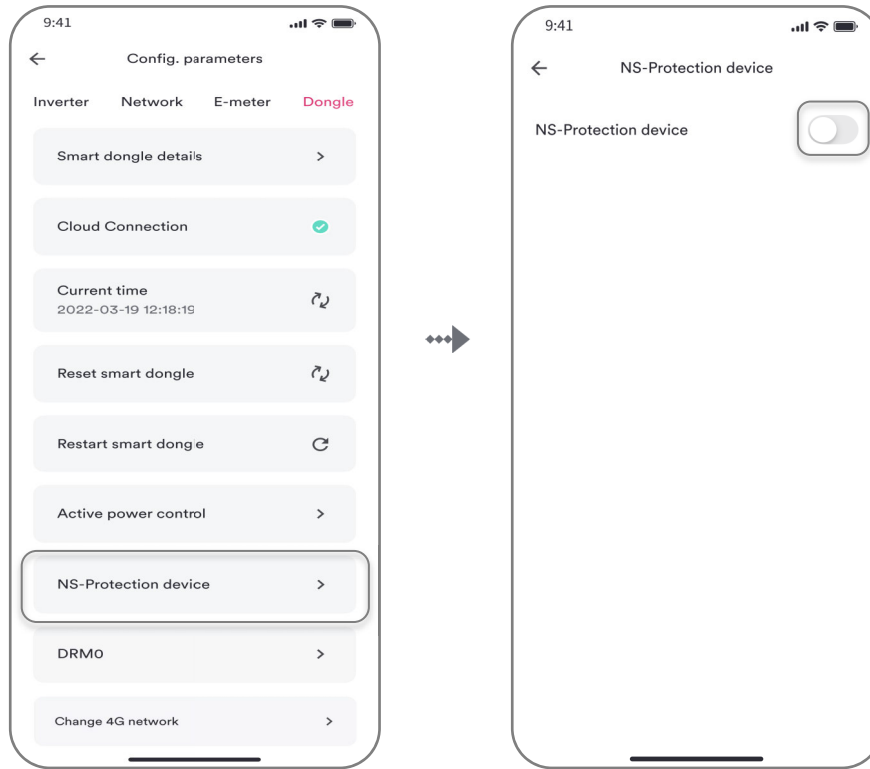 9:41
Config. parameters
Inverter Network E-meter Dongle
Smart dongle details
Cloud Connection
Current time
2022-03-19 12:18:19
Reset smart dongle
Restart smart dongle
Active power control
NS-Protection device
DRM0
Change 4G network
9:41
NS-Protection device
NS-Protection device